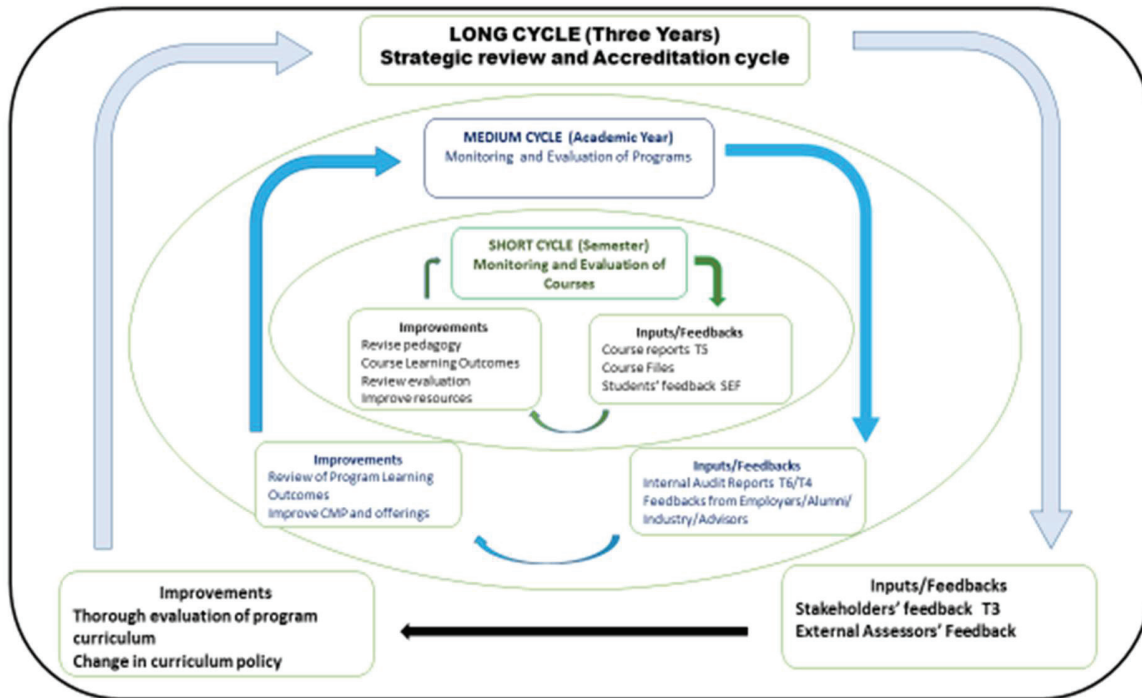 LONG CYCLE (Three Years)
Strategic review and Accreditation cycle
MEDIUM CYCLE (Academic Year)
Monitoring and Evaluation of Programs
SHORT CYCLE (Semester)
Monitoring and Evaluation of
Courses
Improvements
Revise pedagogy
Course Learning Outcomes
Review evaluation
Improve resources
Inputs/Feedbacks
Course reports T5
Course Files
Students' feedback SEF
Improvements
Review of Program Learning
Outcomes
Improve CMP and offerings
Inputs/Feedbacks
Internal Audit Reports T6/T4
Feedbacks from Employers/Alumni/
Industry/Advisors
Improvements
Thorough evaluation of program
curriculum
Change in curriculum policy
Inputs/Feedbacks
Stakeholders' feedback T3
External Assessors' Feedback